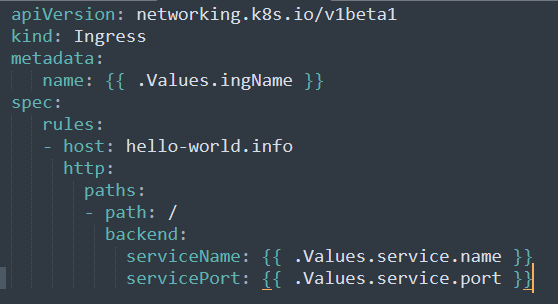 apiVersion: networking.k8s.io/v1beta1
kind: Ingress
metadata:
   name: {{ .Values.ingName }}
spec:
   rules:
   - host: hello-world.info
     http:
       paths:
       - path: /
         backend:
           serviceName: {{ .Values.service.name }}
           servicePort: {{ .Values.service.port }}